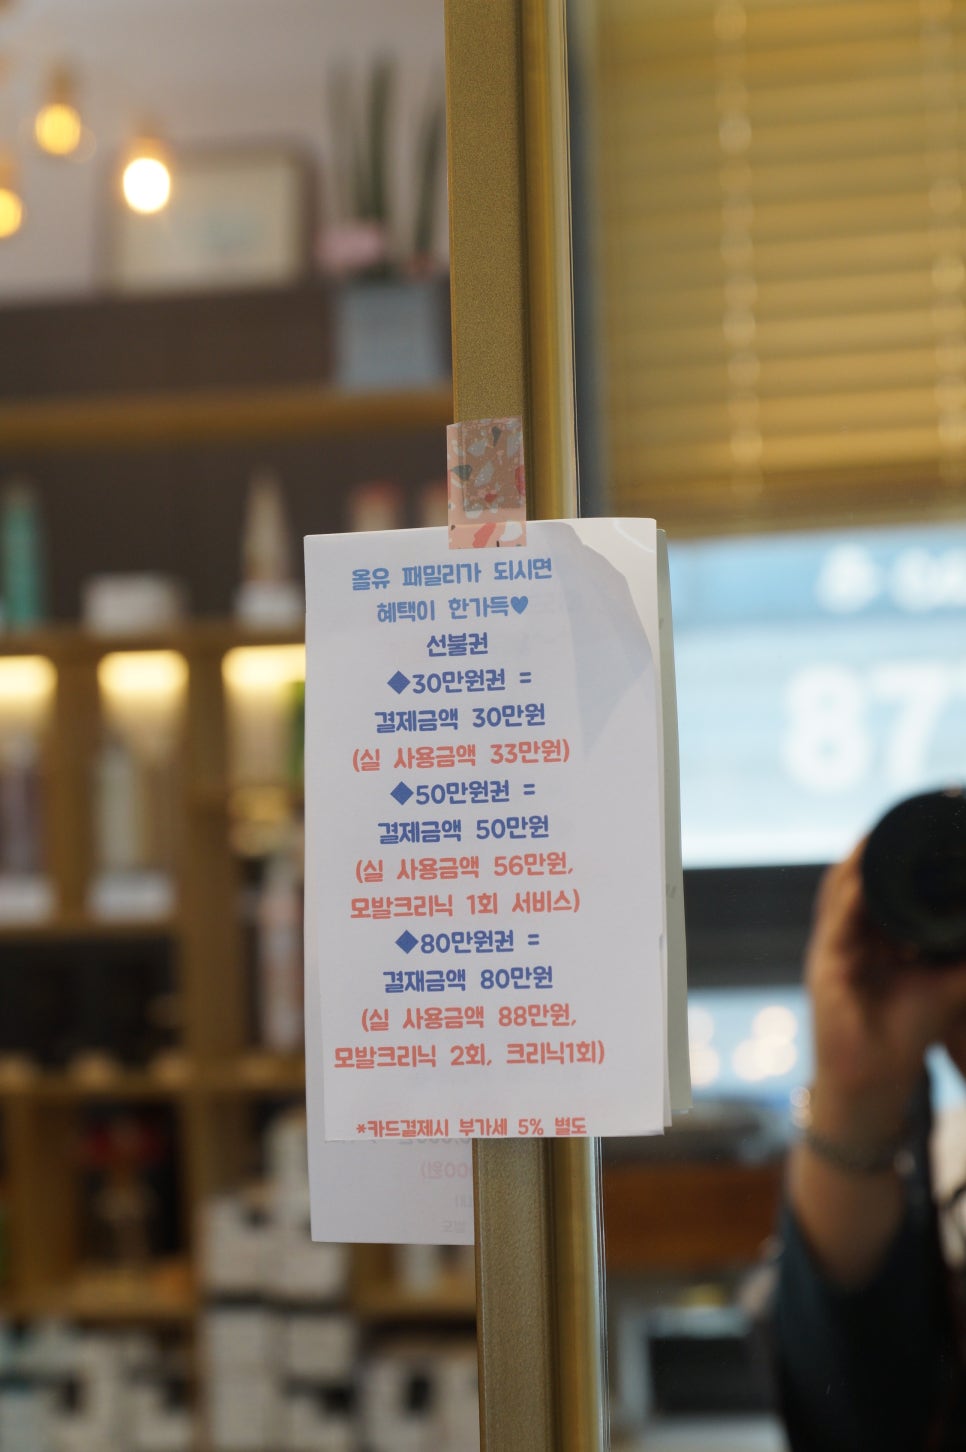 올유 패밀리가 되시면
혜택이 한가득♥
선불권
◆30만원권 =
결제금액 30만원
(실 사용금액 33만원)
◆50만원권 =
결제금액 50만원
(실 사용금액 56만원,
모발크리닉 1회 서비스)
◆80만원권 =
결재금액 80만원
(실 사용금액 88만원,
모발크리닉 2회, 크리닉1회)
*카드결제시 부가세 5% 별도
87